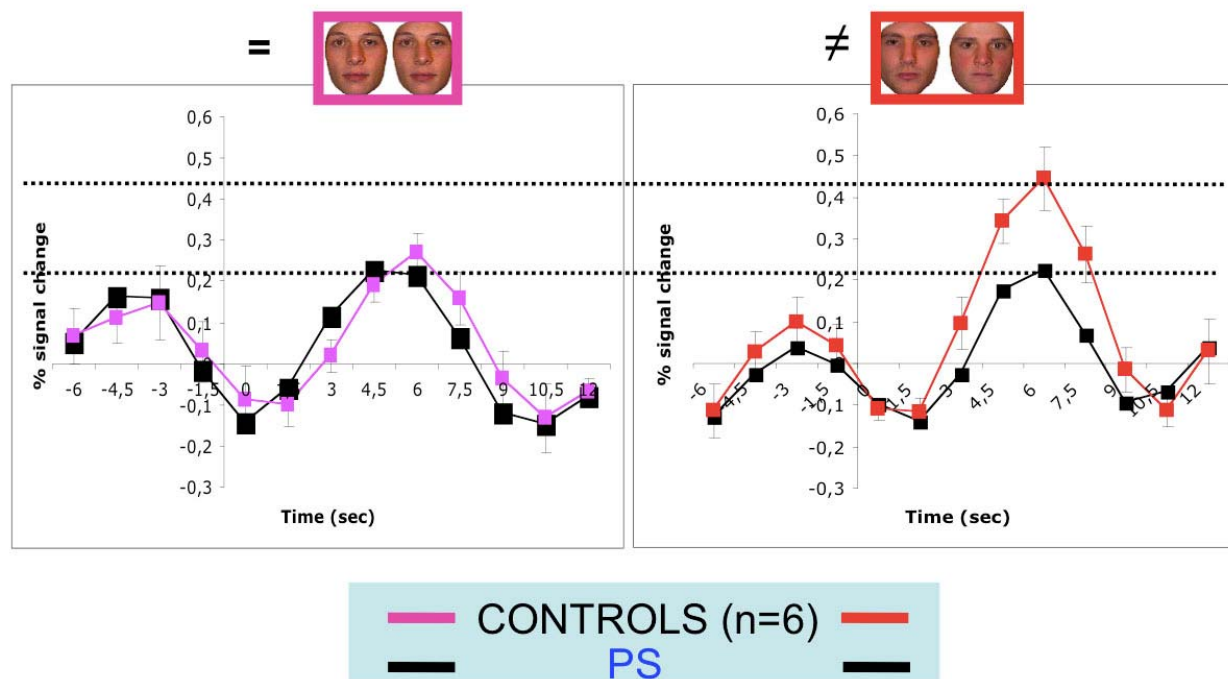 = ≠
0,6
0,5
0,4
0,3
0,2
0,1
0
-0,1
-0,2
-0,3
% signal change
-6 -4,5 -3 -1,5 0 3 4,5 6 7,5 9 10,5 12
Time (sec)
0,6
0,5
0,4
0,3
0,2
0,1
0
-0,1
-0,2
-0,3
% signal change
-6 4,5 -3 -1,5 0 1,5 3 4,5 6 7,5 9 10,5 12
Time (sec)
CONTROLS (n=6)
PS